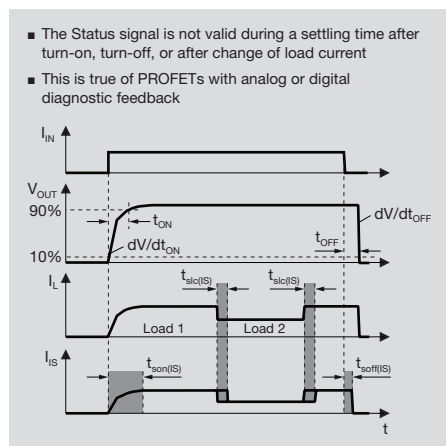 ■ The Status signal is not valid during a settling time after
turn-on, turn-off, or after change of load current
■ This is true of PROFETs with analog or digital
diagnostic feedback
I_IN
V_OUT
90%
t_ON
dV/dt_OFF
10%
dV/dt_ON
t_OFF
I_L
t_slc(IS)
t_slc(IS)
Load 1
Load 2
I_IS
t_son(IS)
t_soff(IS)
t